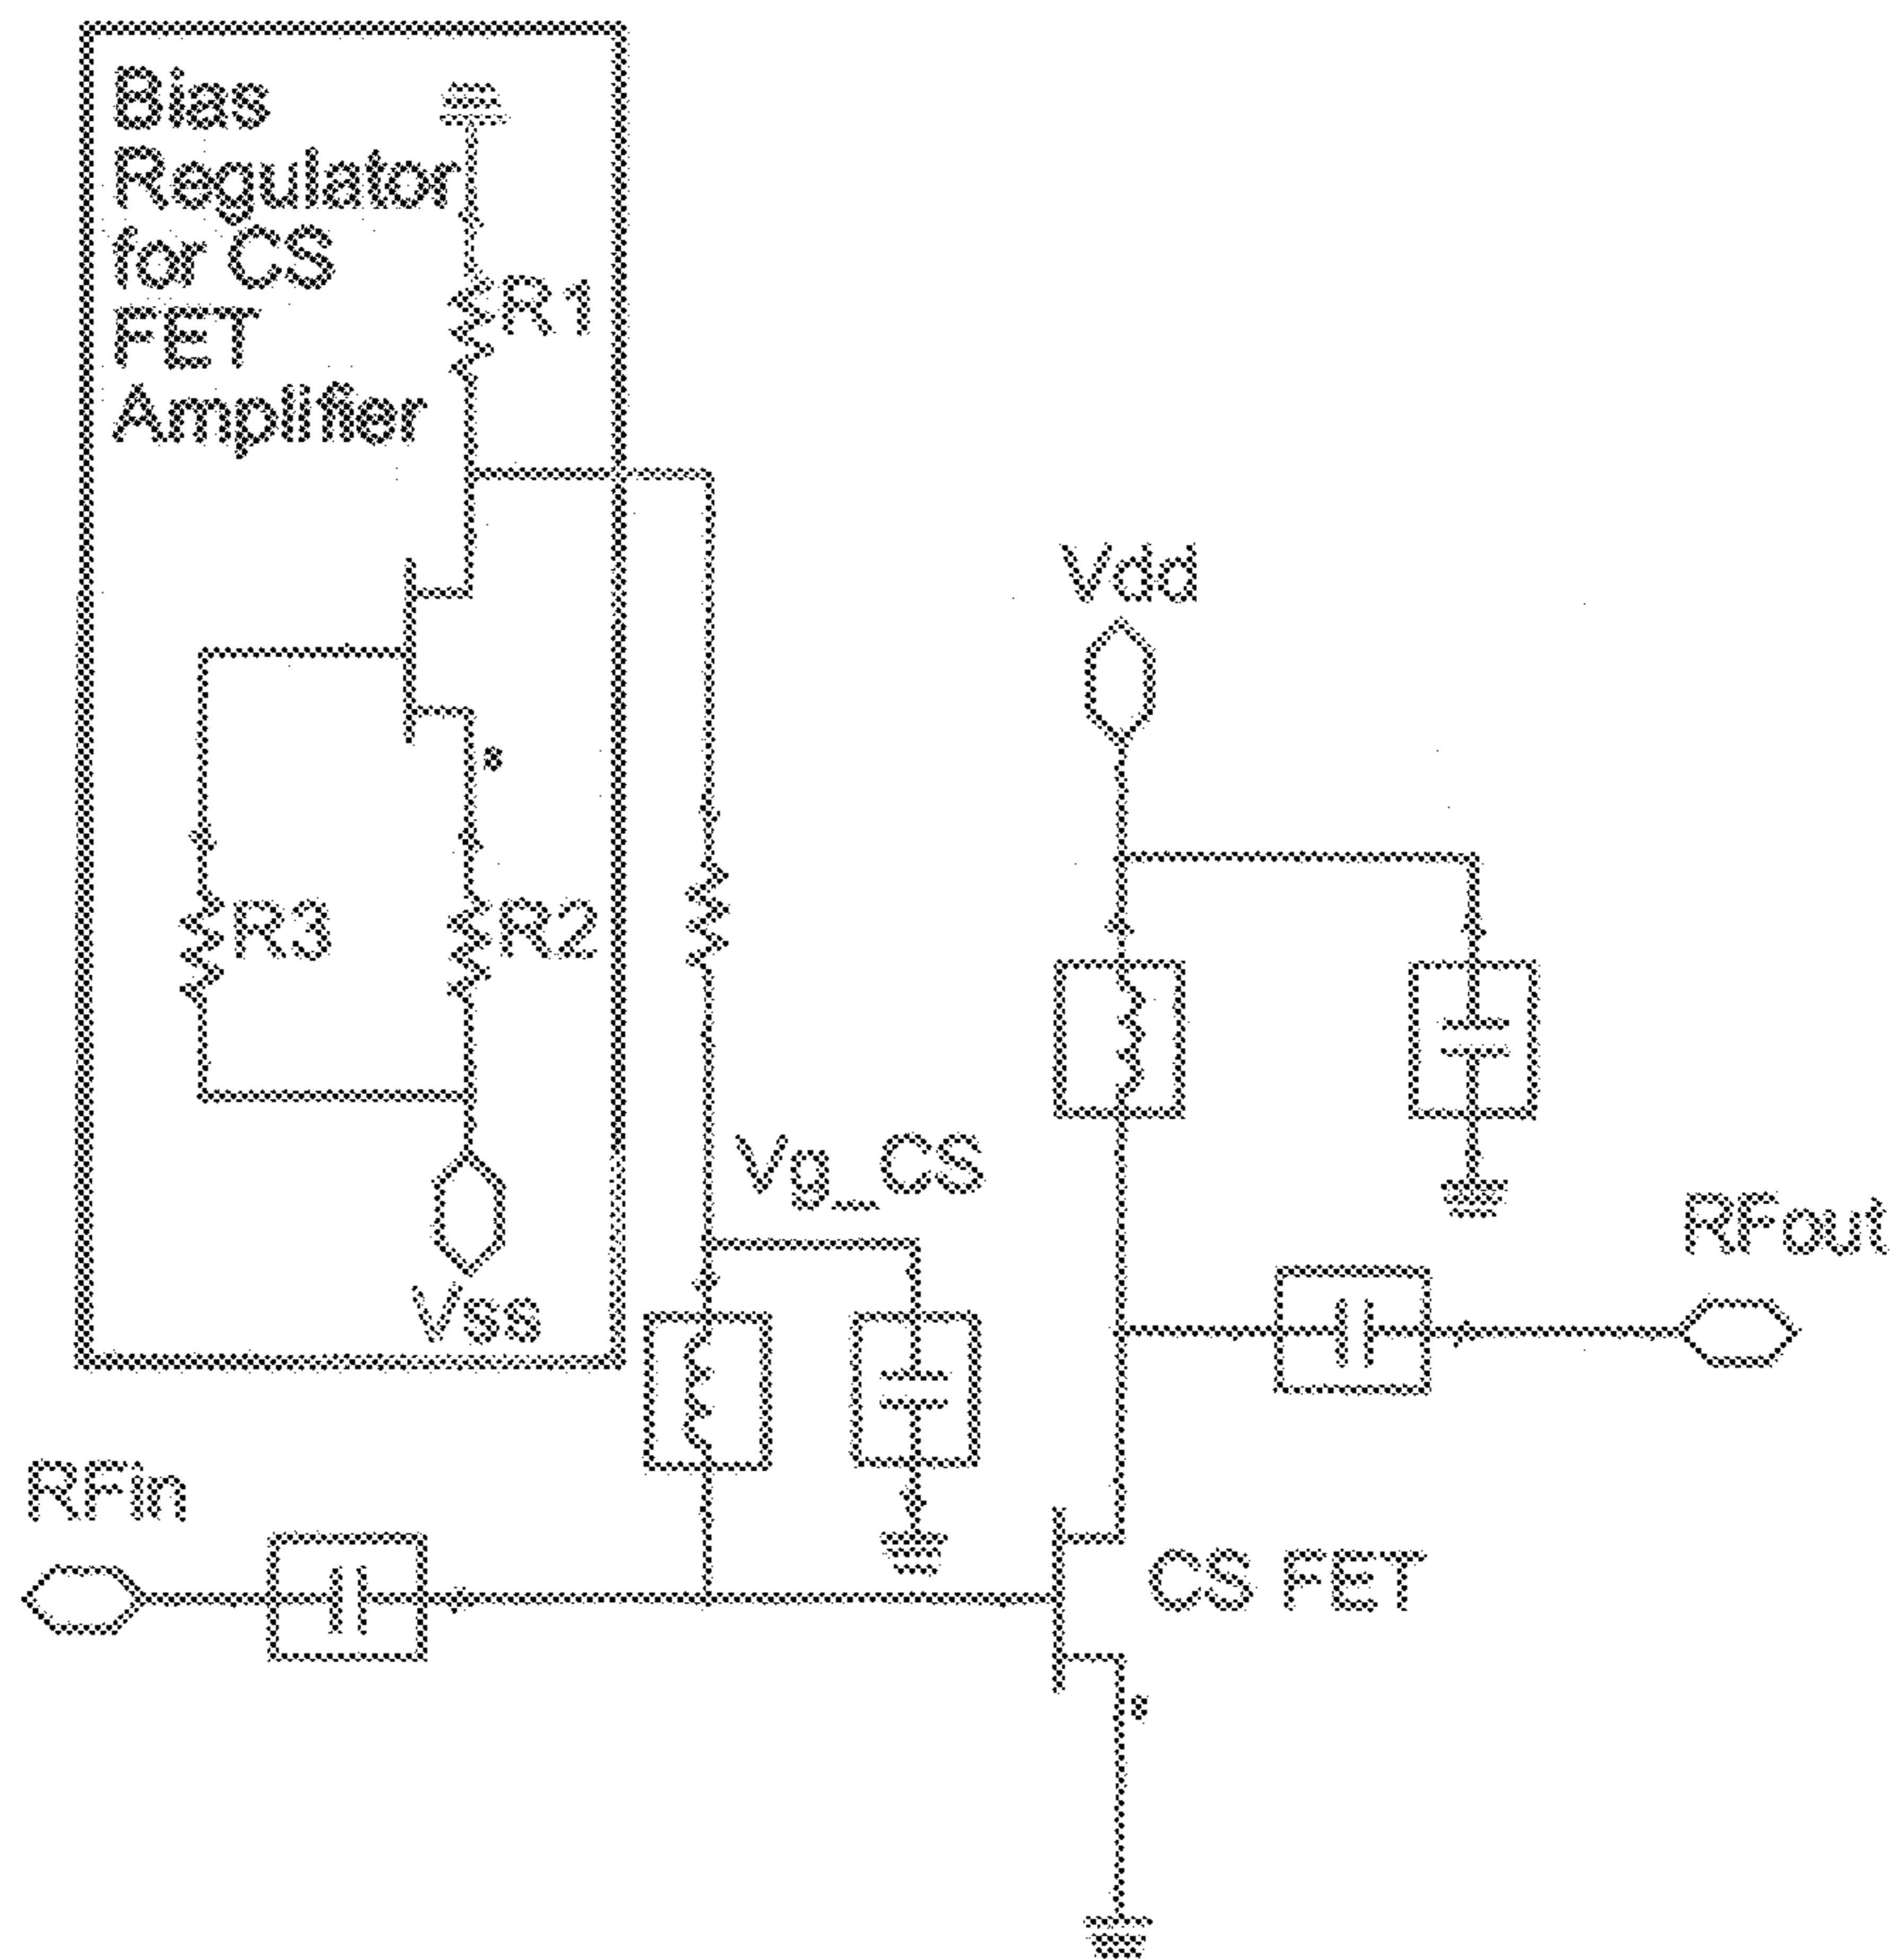 Bias
Regulator
for CS
FET
Amplifier
R1
Vdd
R3
R2
Vg_CS
RFout
Vss
RFin
CS FET